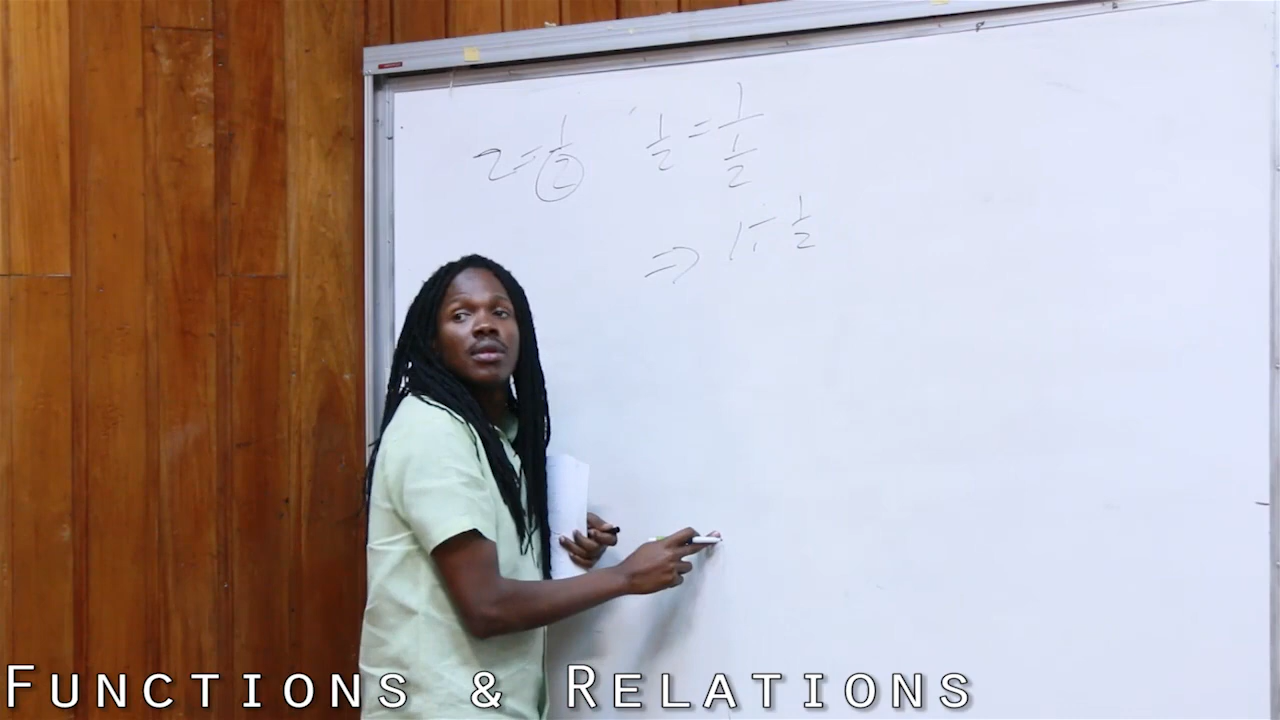 2 = 1/2   1/2 = 1/(1/2)
⇒ 1 ÷ 1/2
FUNCTIONS & RELATIONS